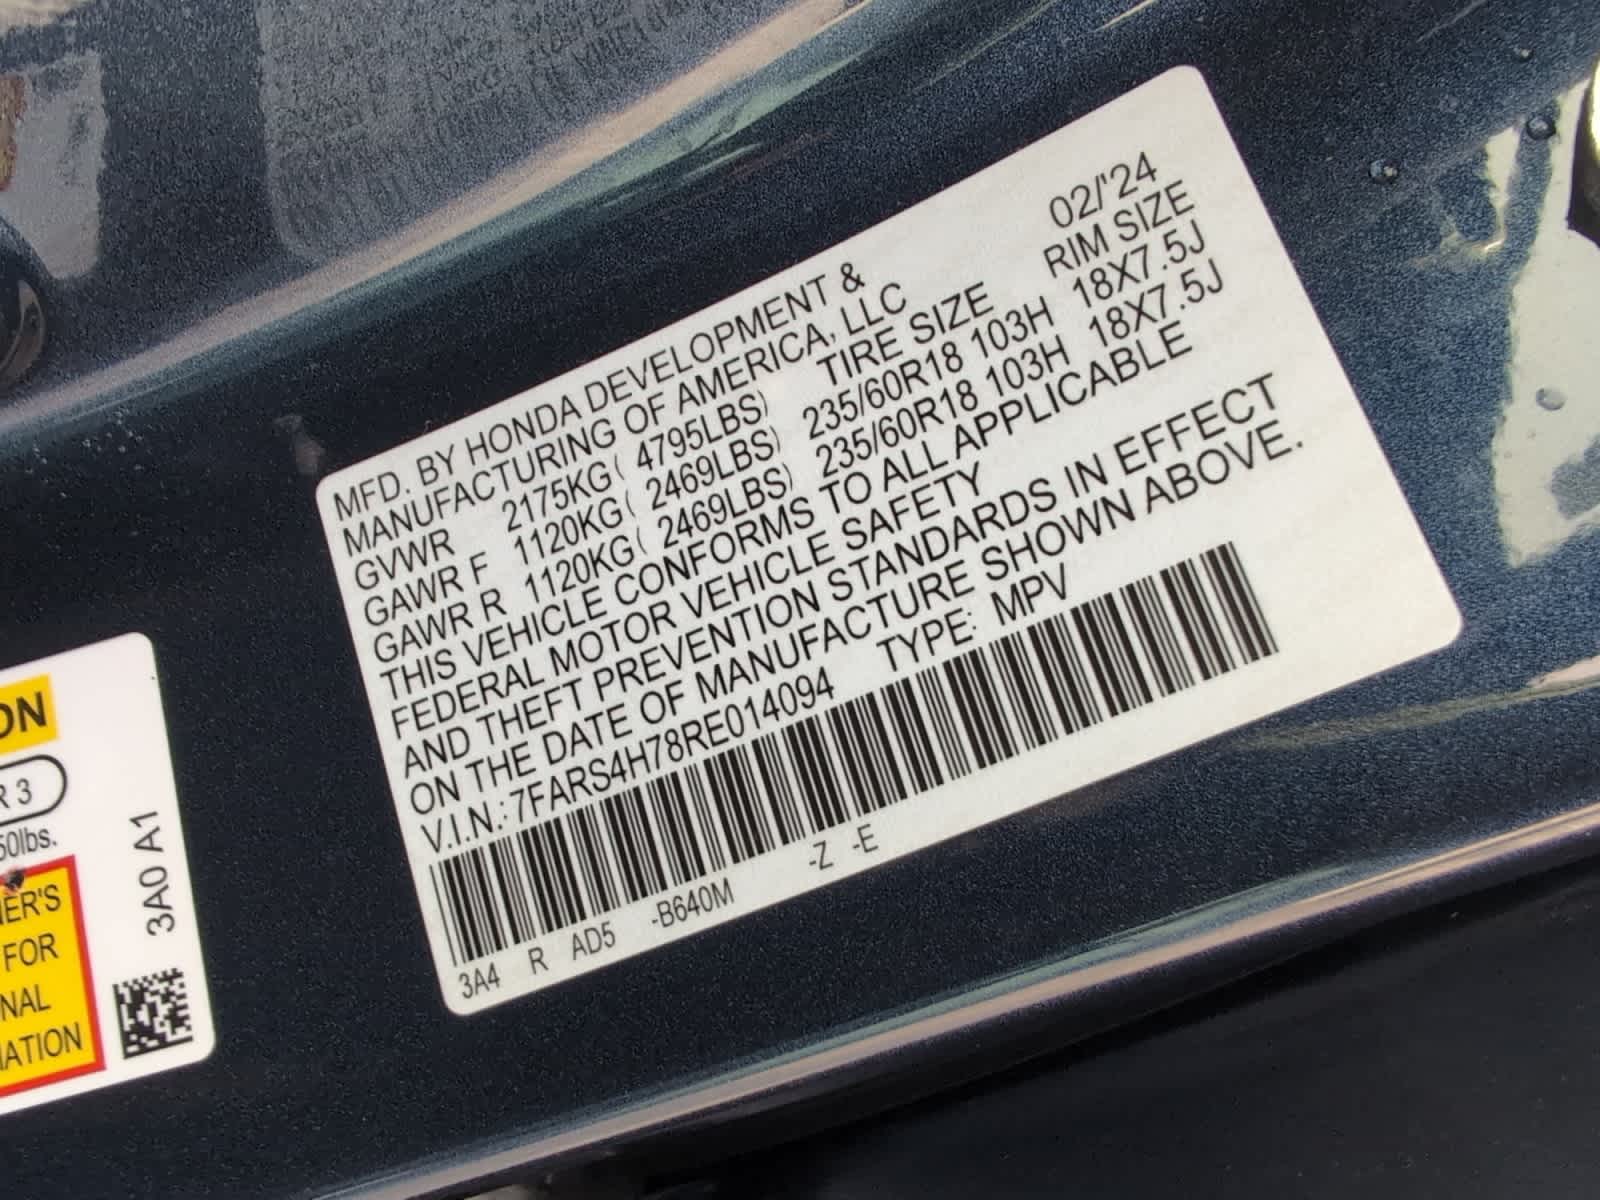 MFD. BY HONDA DEVELOPMENT & 02/'24
MANUFACTURING OF AMERICA, LLC RIM SIZE
GVWR 2175KG( 4795LBS) TIRE SIZE
GAWR F 1120KG( 2469LBS) 235/60R18 103H 18X7.5J
GAWR R 1120KG( 2469LBS) 235/60R18 103H 18X7.5J
THIS VEHICLE CONFORMS TO ALL APPLICABLE
FEDERAL MOTOR VEHICLE SAFETY
AND THEFT PREVENTION STANDARDS IN EFFECT
ON THE DATE OF MANUFACTURE SHOWN ABOVE.
V.I.N.: 7FARS4H78RE014094 TYPE: MPV
3A4 R AD5 -B640M -Z -E
ON
R 3
50lbs.
NER'S
FOR
NAL
MATION
3A0 A1